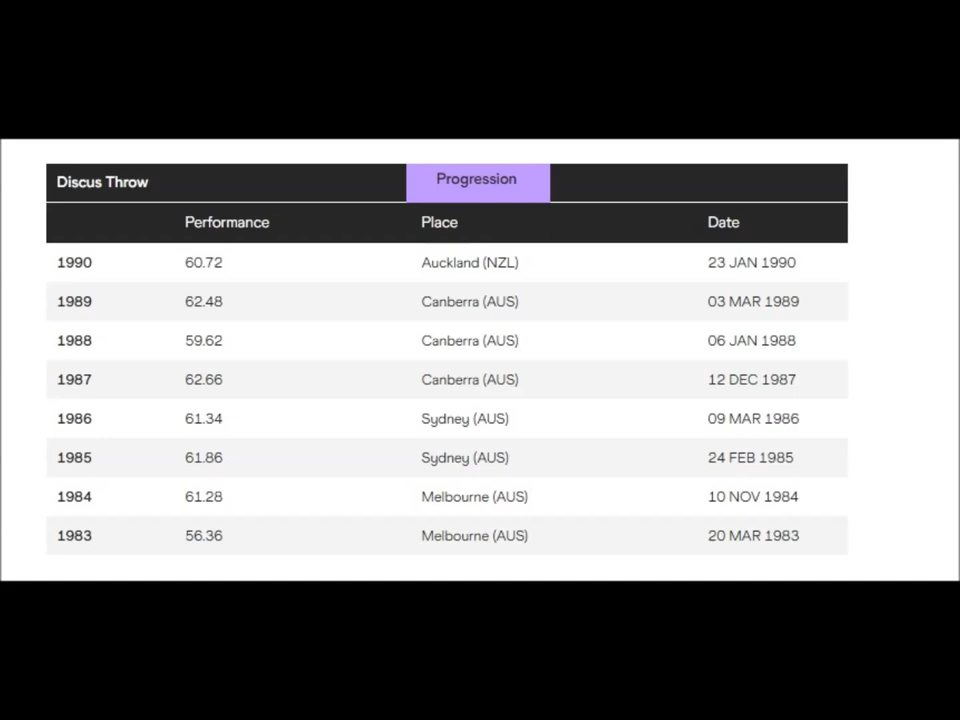 Discus Throw Progression
Performance Place Date
1990 60.72 Auckland (NZL) 23 JAN 1990
1989 62.48 Canberra (AUS) 03 MAR 1989
1988 59.62 Canberra (AUS) 06 JAN 1988
1987 62.66 Canberra (AUS) 12 DEC 1987
1986 61.34 Sydney (AUS) 09 MAR 1986
1985 61.86 Sydney (AUS) 24 FEB 1985
1984 61.28 Melbourne (AUS) 10 NOV 1984
1983 56.36 Melbourne (AUS) 20 MAR 1983